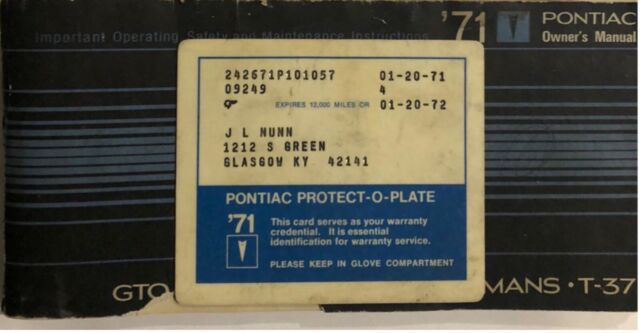 '71 PONTIAC
Important Operating Safety and Maintenance Instructions Owner's Manual
242671P101057 01-20-71
09249 4
EXPIRES 12,000 MILES OR 01-20-72
J L NUNN
1212 S GREEN
GLASGOW KY 42141
PONTIAC PROTECT-O-PLATE
'71
This card serves as your warranty
credential. It is essential
identification for warranty service.
PLEASE KEEP IN GLOVE COMPARTMENT
GTO MANS • T-37